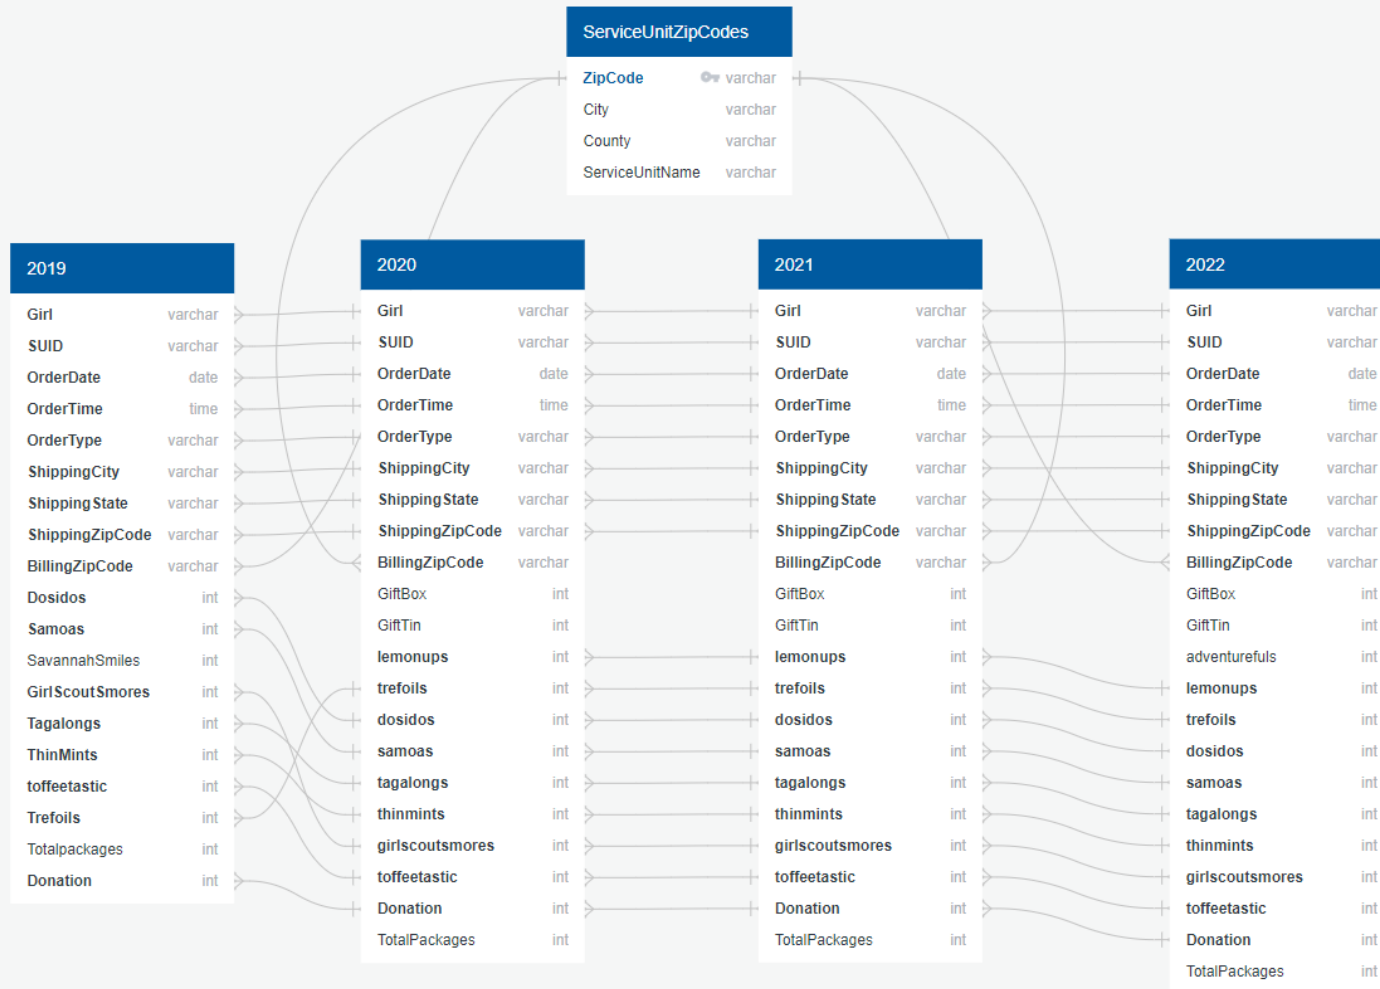 ServiceUnitZipCodes
ZipCode varchar
City varchar
County varchar
ServiceUnitName varchar
2019
Girl varchar
SUID varchar
OrderDate date
OrderTime time
OrderType varchar
ShippingCity varchar
ShippingState varchar
ShippingZipCode varchar
BillingZipCode varchar
Dosidos int
Samoas int
SavannahSmiles int
GirlScoutSmores int
Tagalongs int
ThinMints int
toffeetastic int
Trefoils int
Totalpackages int
Donation int
2020
Girl varchar
SUID varchar
OrderDate date
OrderTime time
OrderType varchar
ShippingCity varchar
ShippingState varchar
ShippingZipCode varchar
BillingZipCode varchar
GiftBox int
GiftTin int
lemonups int
trefoils int
dosidos int
samoas int
tagalongs int
thinmints int
girlscoutsmores int
toffeetastic int
Donation int
TotalPackages int
2021
Girl varchar
SUID varchar
OrderDate date
OrderTime time
OrderType varchar
ShippingCity varchar
ShippingState varchar
ShippingZipCode varchar
BillingZipCode varchar
GiftBox int
GiftTin int
lemonups int
trefoils int
dosidos int
samoas int
tagalongs int
thinmints int
girlscoutsmores int
toffeetastic int
Donation int
TotalPackages int
2022
Girl varchar
SUID varchar
OrderDate date
OrderTime time
OrderType varchar
ShippingCity varchar
ShippingState varchar
ShippingZipCode varchar
BillingZipCode varchar
GiftBox int
GiftTin int
adventurefuls int
lemonups int
trefoils int
dosidos int
samoas int
tagalongs int
thinmints int
girlscoutsmores int
toffeetastic int
Donation int
TotalPackages int